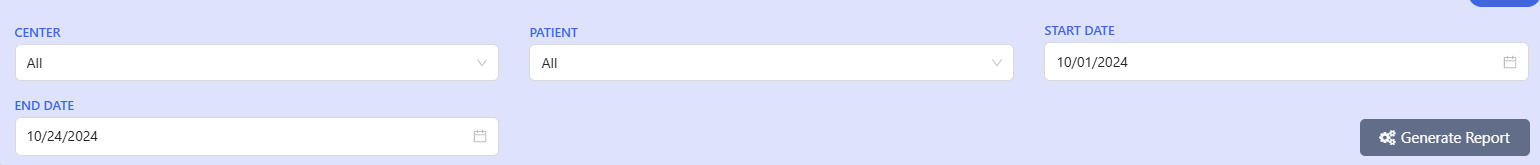 CENTER
All
PATIENT
All
START DATE
10/01/2024
END DATE
10/24/2024
Generate Report